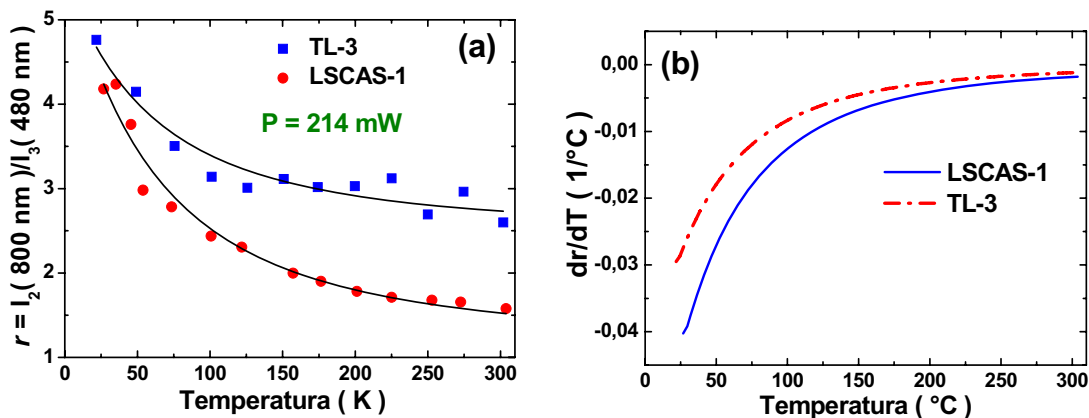 (a)
TL-3
LSCAS-1
P = 214 mW
r = I₂( 800 nm )/I₃( 480 nm )
5
4
3
2
1
0 50 100 150 200 250 300
Temperatura ( K )
(b)
0,00
-0,01
-0,02
-0,03
-0,04
LSCAS-1
TL-3
dr/dT ( 1/°C )
0 50 100 150 200 250 300
Temperatura ( °C )